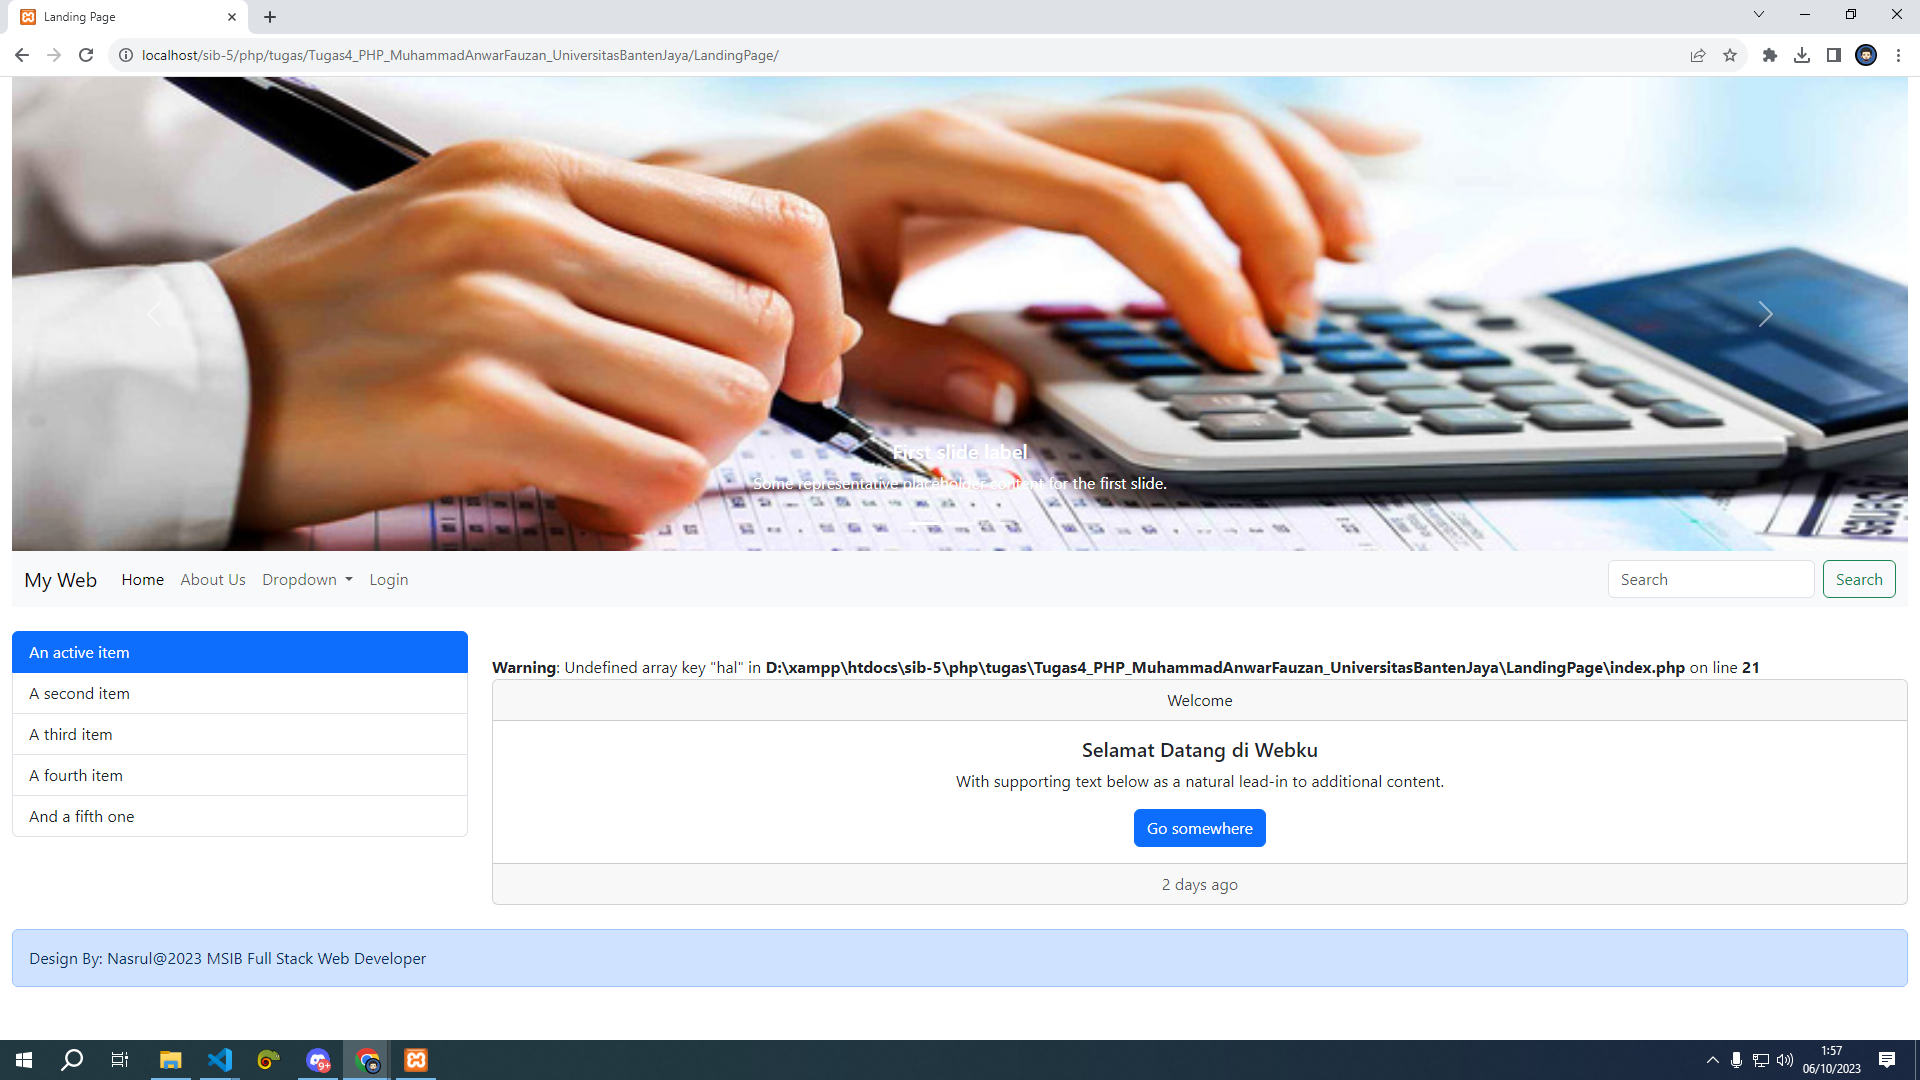 Landing Page
localhost/sib-5/php/tugas/Tugas4_PHP_MuhammadAnwarFauzan_UniversitasBantenJaya/LandingPage/
First slide label
Some representative placeholder content for the first slide.
My Web Home About Us Dropdown Login Search Search
An active item
A second item
A third item
A fourth item
And a fifth one
Warning: Undefined array key "hal" in D:\xampp\htdocs\sib-5\php\tugas\Tugas4_PHP_MuhammadAnwarFauzan_UniversitasBantenJaya\LandingPage\index.php on line 21
Welcome
Selamat Datang di Webku
With supporting text below as a natural lead-in to additional content.
Go somewhere
2 days ago
Design By: Nasrul@2023 MSIB Full Stack Web Developer
9+
1:57
06/10/2023